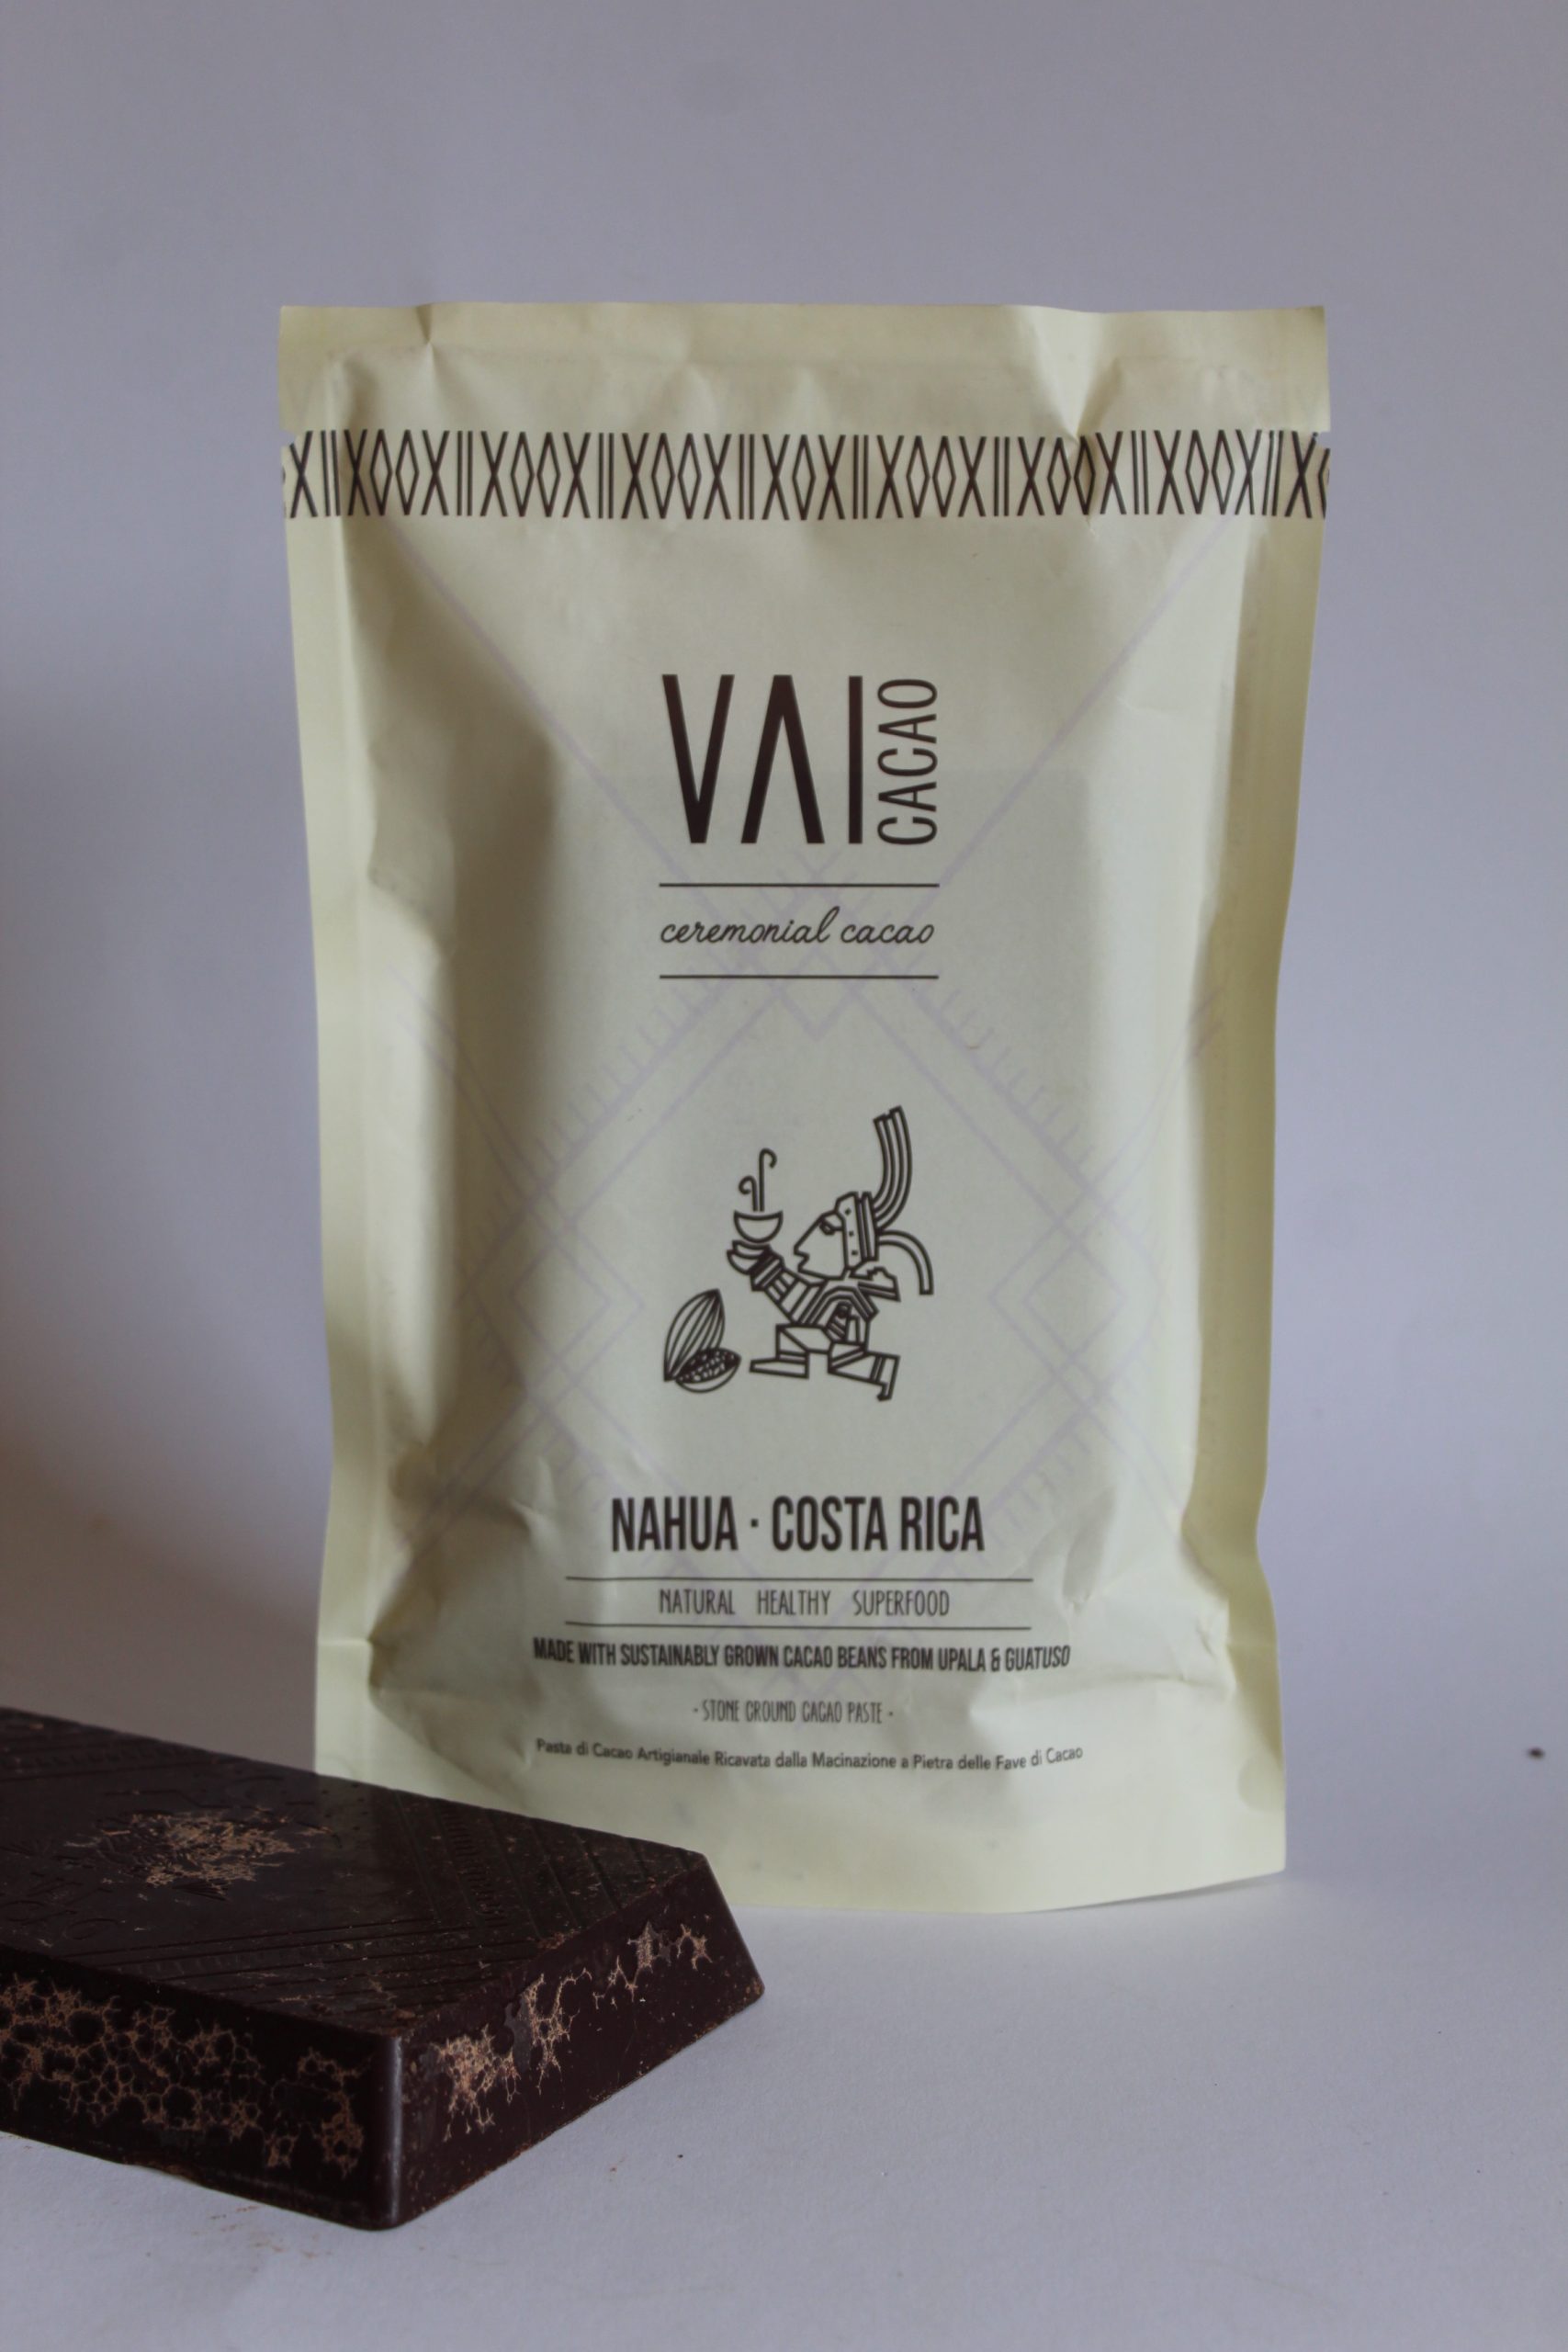 VAI CACAO
ceremonial cacao
NAHUA · COSTA RICA
NATURAL HEALTHY SUPERFOOD
MADE WITH SUSTAINABLY GROWN CACAO BEANS FROM UPALA & GUATUSO
- STONE GROUND CACAO PASTE -
Pasta di Cacao Artigianale Ricavata dalla Macinazione a Pietra delle Fave di Cacao